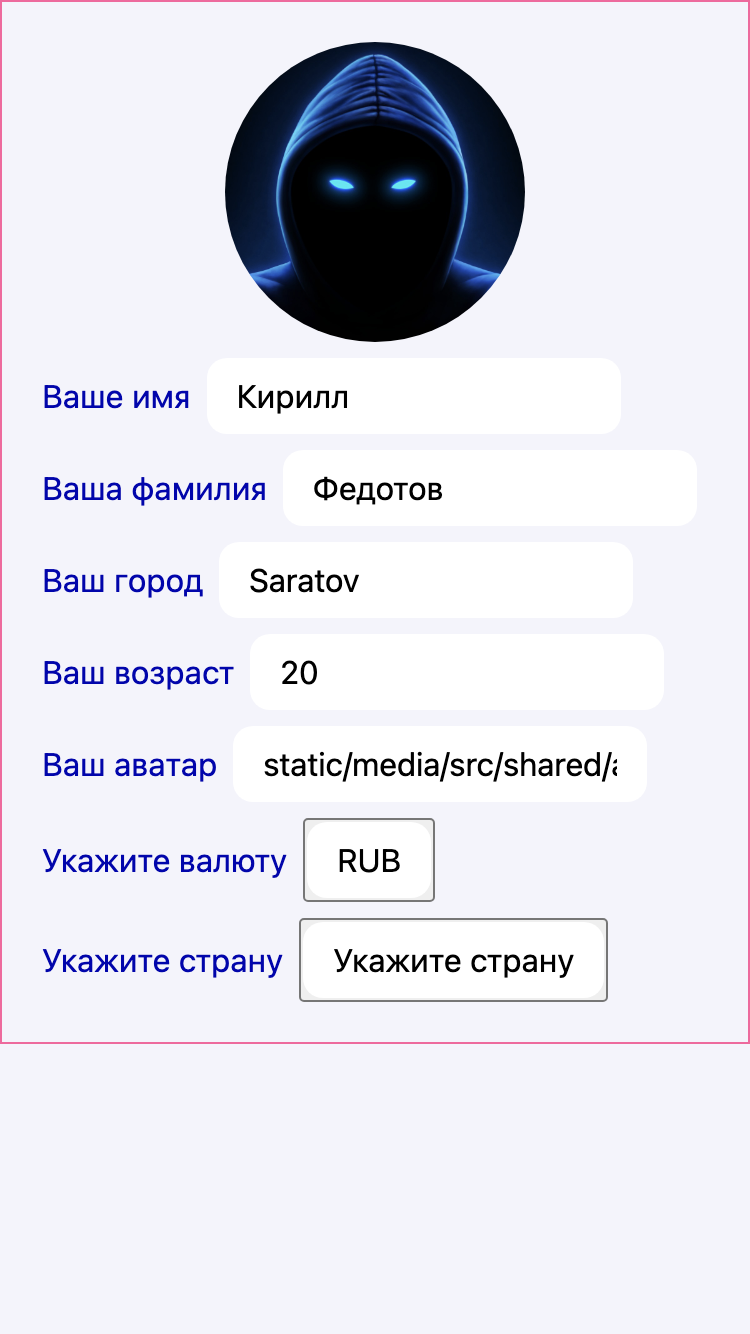 Ваше имя Кирилл
Ваша фамилия Федотов
Ваш город Saratov
Ваш возраст 20
Ваш аватар static/media/src/shared/
Укажите валюту RUB
Укажите страну Укажите страну